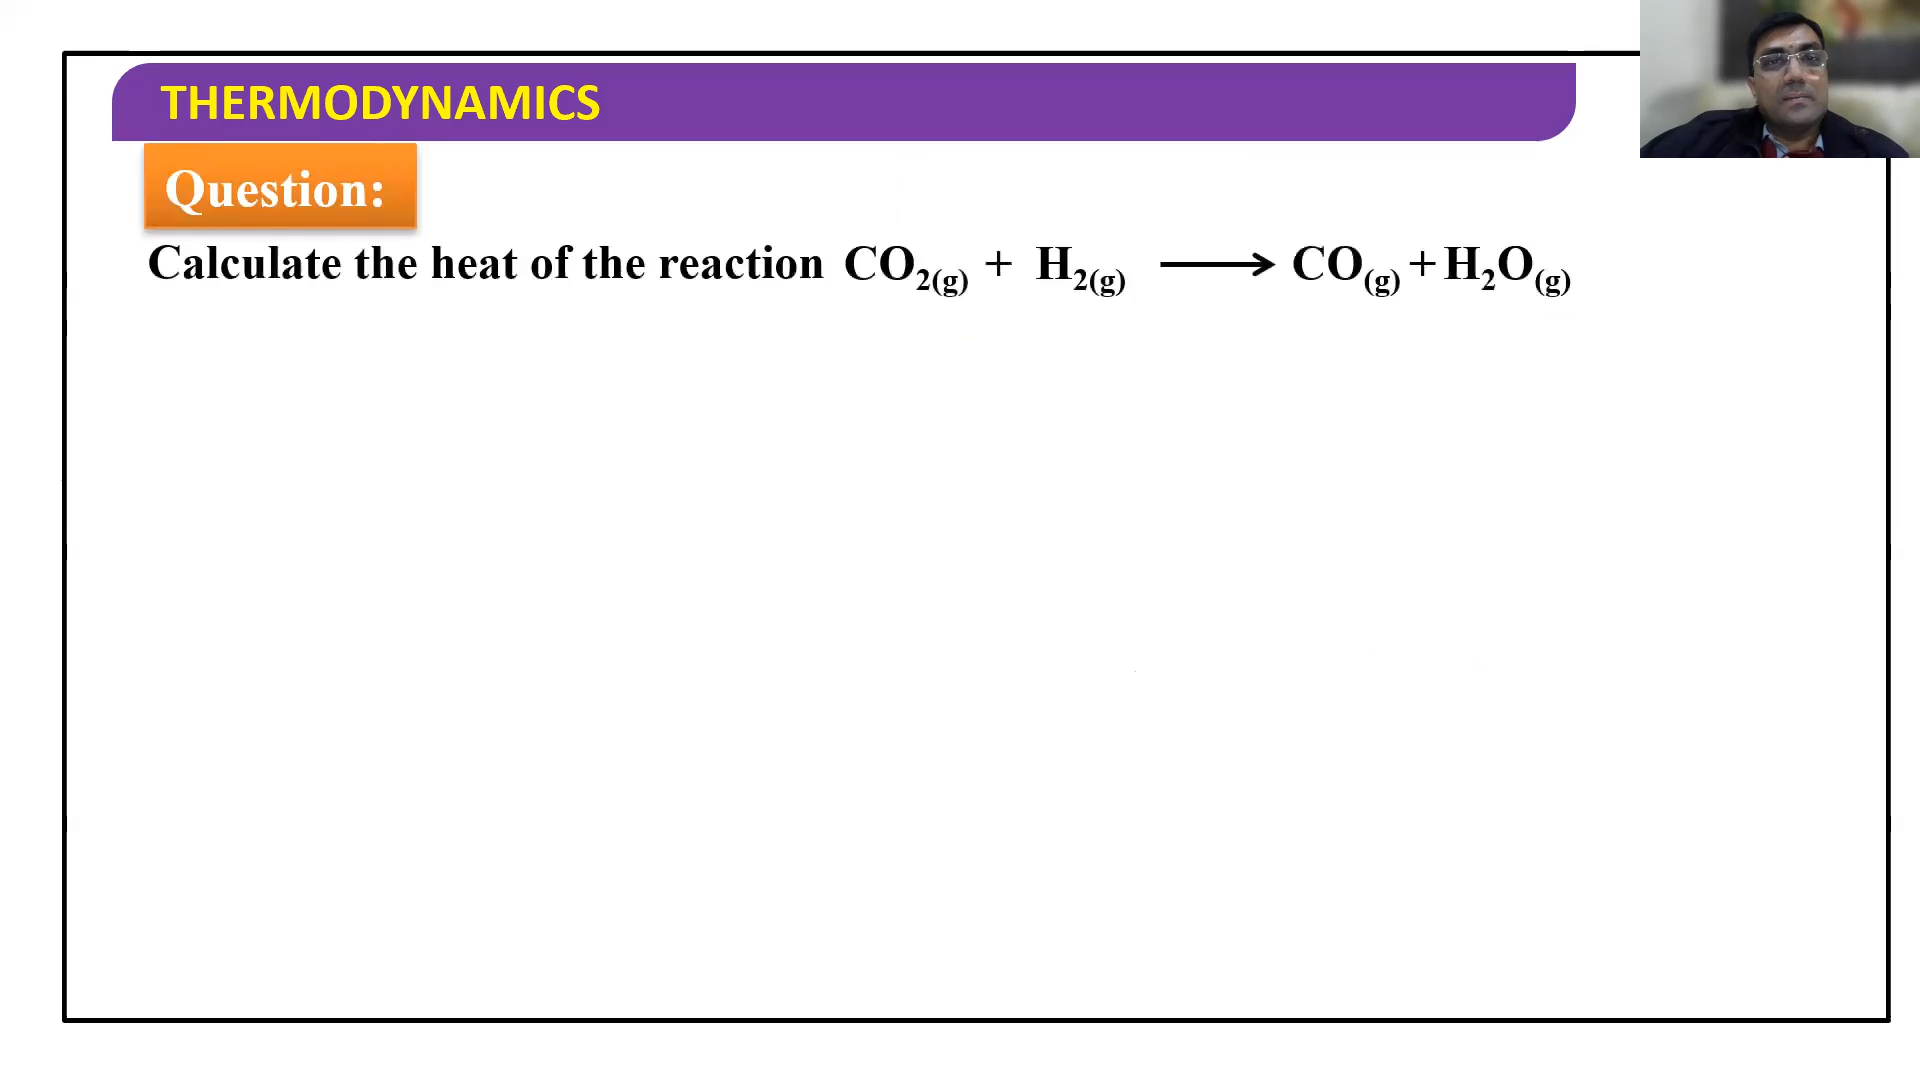 THERMODYNAMICS
Question:
Calculate the heat of the reaction CO₂(g) + H₂(g) ⟶ CO(g) + H₂O(g)